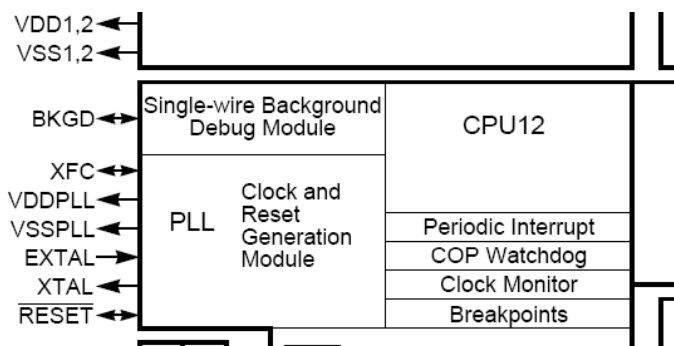 VDD1,2
VSS1,2
BKGD
Single-wire Background
Debug Module
CPU12
XFC
VDDPLL
VSSPLL
EXTAL
XTAL
RESET
PLL
Clock and
Reset
Generation
Module
Periodic Interrupt
COP Watchdog
Clock Monitor
Breakpoints